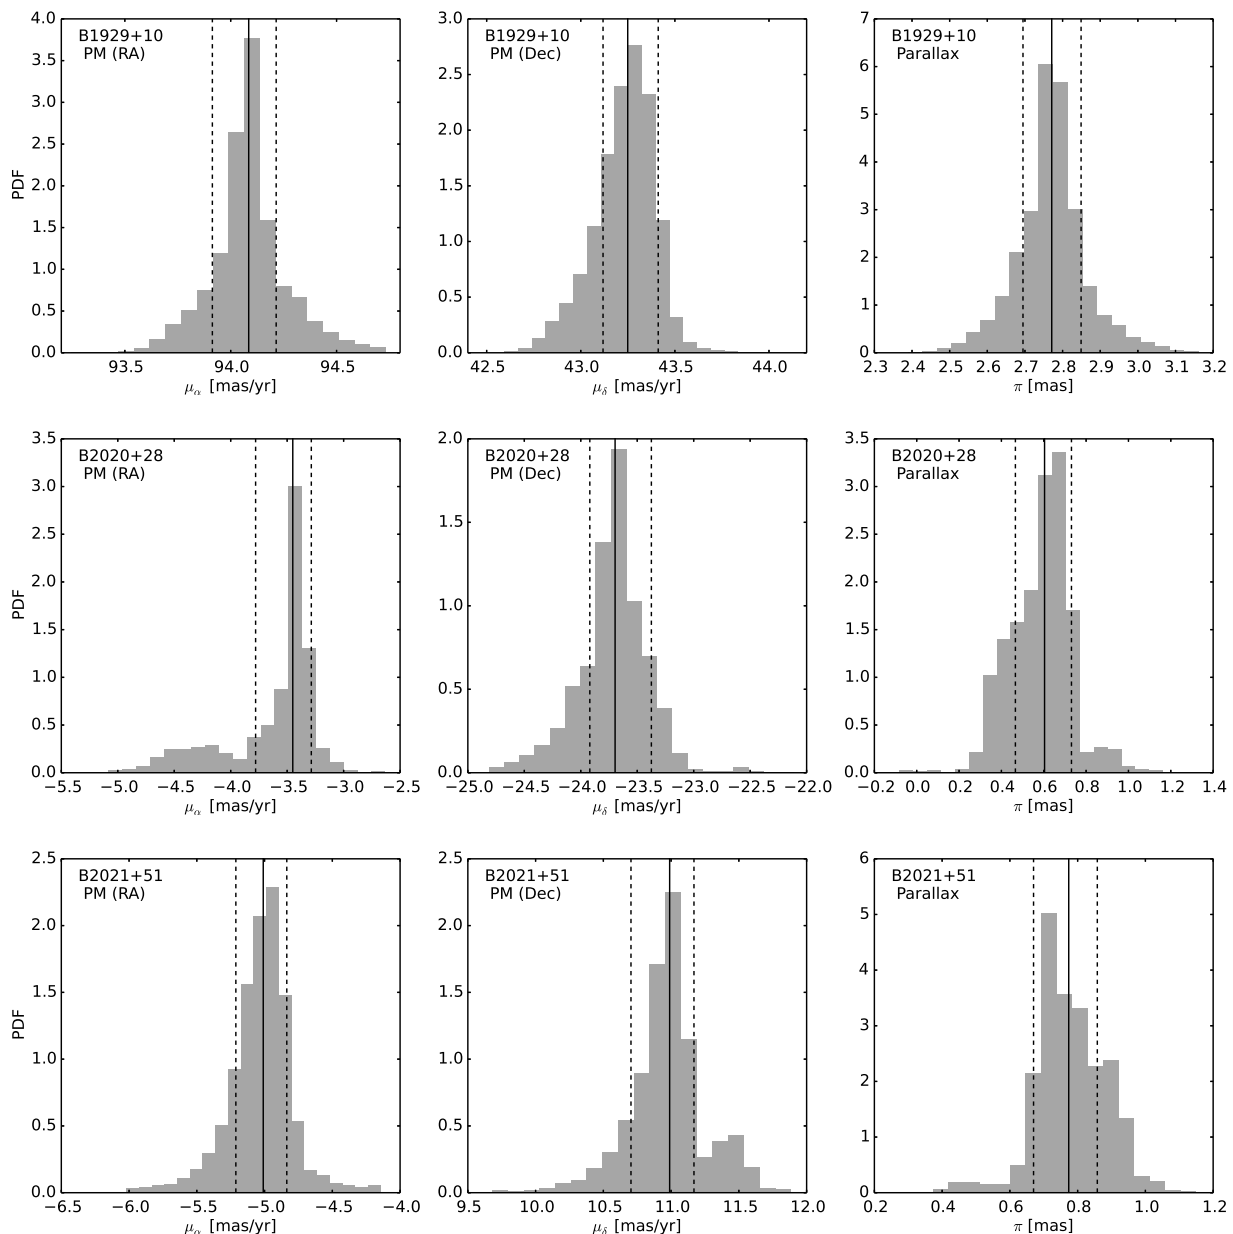 B1929+10
PM (RA)
PDF
4.0
3.5
3.0
2.5
2.0
1.5
1.0
0.5
0.0
93.5 94.0 94.5
μα [mas/yr]
B1929+10
PM (Dec)
3.0
2.5
2.0
1.5
1.0
0.5
0.0
42.5 43.0 43.5 44.0
μδ [mas/yr]
B1929+10
Parallax
7
6
5
4
3
2
1
0
2.3 2.4 2.5 2.6 2.7 2.8 2.9 3.0 3.1 3.2
π [mas]
B2020+28
PM (RA)
PDF
3.5
3.0
2.5
2.0
1.5
1.0
0.5
0.0
−5.5 −5.0 −4.5 −4.0 −3.5 −3.0 −2.5
μα [mas/yr]
B2020+28
PM (Dec)
2.0
1.5
1.0
0.5
0.0
−25.0 −24.5 −24.0 −23.5 −23.0 −22.5 −22.0
μδ [mas/yr]
B2020+28
Parallax
3.5
3.0
2.5
2.0
1.5
1.0
0.5
0.0
−0.2 0.0 0.2 0.4 0.6 0.8 1.0 1.2 1.4
π [mas]
B2021+51
PM (RA)
PDF
2.5
2.0
1.5
1.0
0.5
0.0
−6.5 −6.0 −5.5 −5.0 −4.5 −4.0
μα [mas/yr]
B2021+51
PM (Dec)
2.5
2.0
1.5
1.0
0.5
0.0
9.5 10.0 10.5 11.0 11.5 12.0
μδ [mas/yr]
B2021+51
Parallax
6
5
4
3
2
1
0
0.2 0.4 0.6 0.8 1.0 1.2
π [mas]